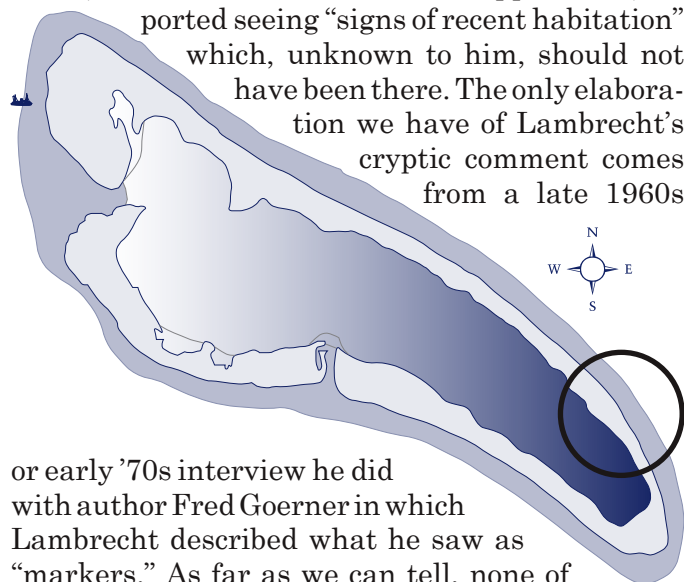 ported seeing “signs of recent habitation”
which, unknown to him, should not
have been there. The only elabora-
tion we have of Lambrecht’s
cryptic comment comes
from a late 1960s
N
W E
S
or early ’70s interview he did
with author Fred Goerner in which
Lambrecht described what he saw as
“markers.” As far as we can tell, none of